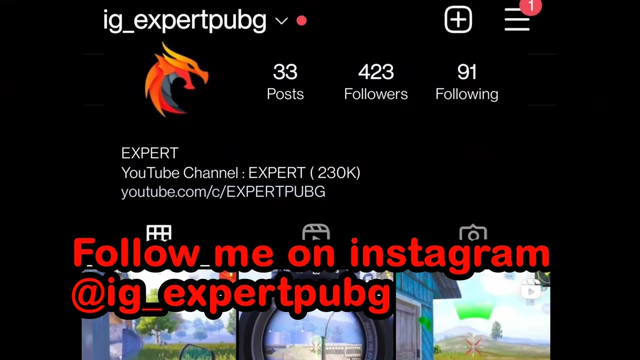 ig_expertpubg
1
33 423 91
Posts Followers Following
EXPERT
YouTube Channel : EXPERT ( 230K)
youtube.com/c/EXPERTPUBG
Follow me on instagram
@ig_expertpubg